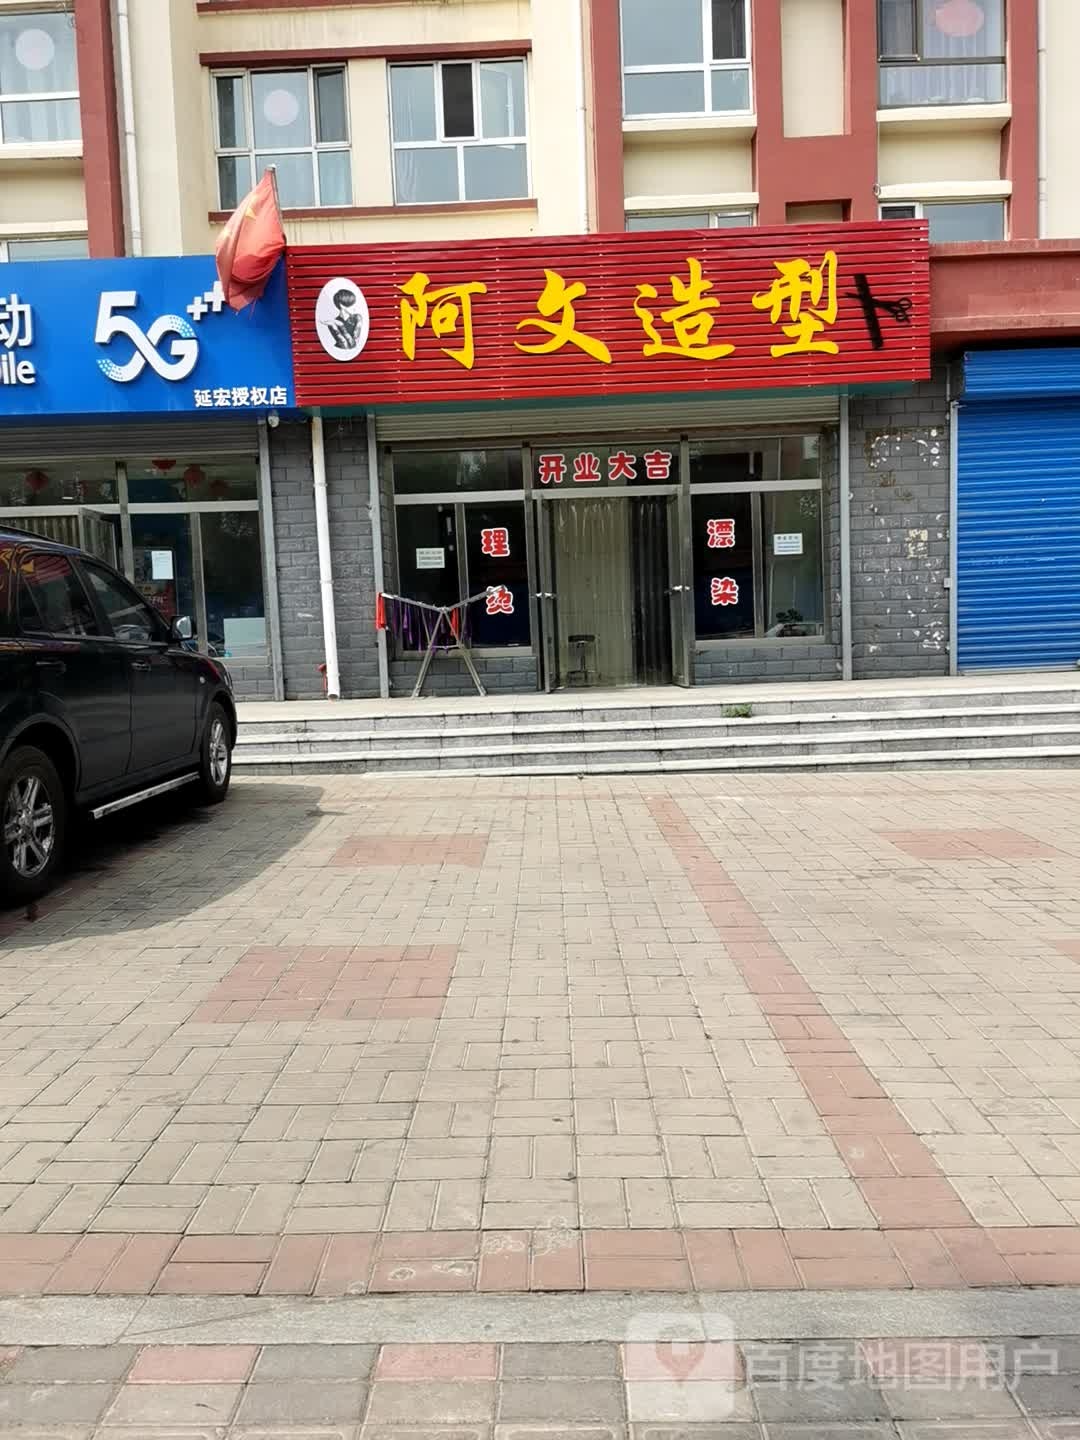 动
bile
5G++
延宏授权店
阿文造型
开业大吉
理
烫
漂
染
百度地图用户